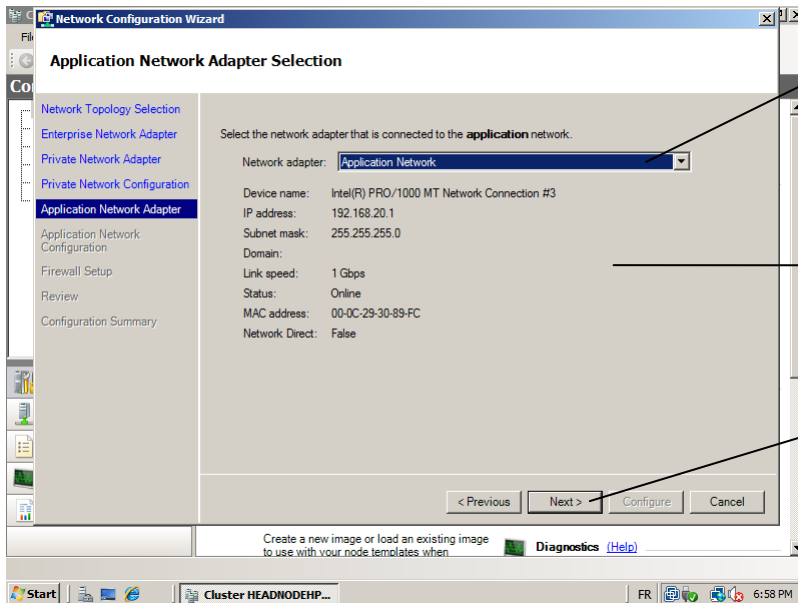 Network Configuration Wizard
Fil
Application Network Adapter Selection
Co
Network Topology Selection
Enterprise Network Adapter
Private Network Adapter
Private Network Configuration
Application Network Adapter
Application Network
Configuration
Firewall Setup
Review
Configuration Summary
Select the network adapter that is connected to the application network.
Network adapter: Application Network
Device name: Intel(R) PRO/1000 MT Network Connection #3
IP address: 192.168.20.1
Subnet mask: 255.255.255.0
Domain:
Link speed: 1 Gbps
Status: Online
MAC address: 00-0C-29-30-89-FC
Network Direct: False
< Previous Next > Configure Cancel
Create a new image or load an existing image
to use with your node templates when
Diagnostics (Help)
Start Cluster HEADNODEHP... FR 6:58 PM